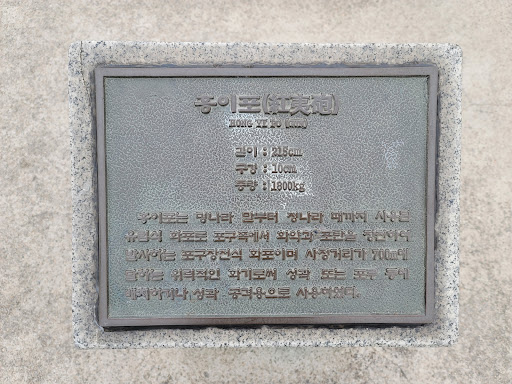 홍이포(紅夷砲)
HONG YI PO
길이 : 215cm
구경 : 10cm
중량 : 1800kg
홍이포는 명나라 말부터 청나라 때까지 사용한
유럽식 화포로 포구쪽에서 화약과 포탄을 장전하여
발사하는 포구장전식 화포이며 사정거리가 700m에
달하는 위력적인 화기로써 성곽 또는 포루 등에
배치하거나 성곽 공격용으로 사용하였다.